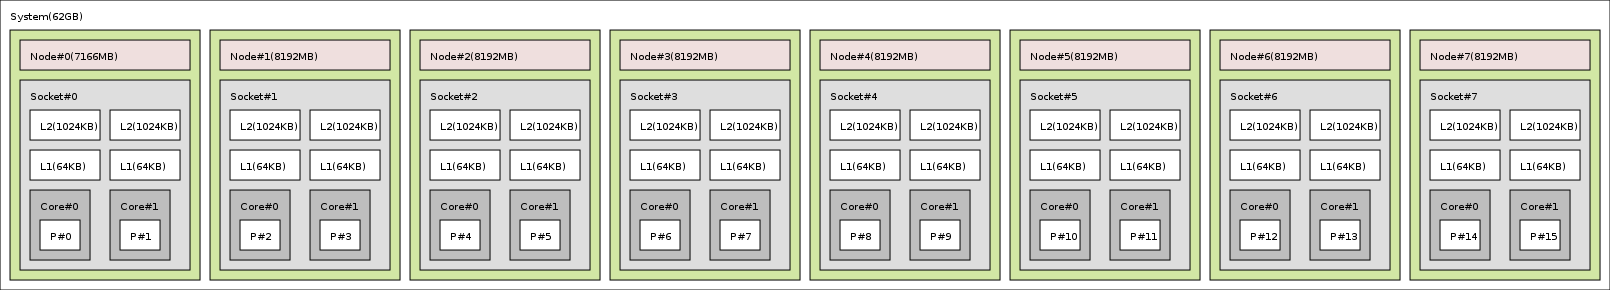 System(62GB)
Node#0(7166MB) Node#1(8192MB) Node#2(8192MB) Node#3(8192MB) Node#4(8192MB) Node#5(8192MB) Node#6(8192MB) Node#7(8192MB)
Socket#0 Socket#1 Socket#2 Socket#3 Socket#4 Socket#5 Socket#6 Socket#7
L2(1024KB) L2(1024KB) L2(1024KB) L2(1024KB) L2(1024KB) L2(1024KB) L2(1024KB) L2(1024KB) L2(1024KB) L2(1024KB) L2(1024KB) L2(1024KB) L2(1024KB) L2(1024KB) L2(1024KB) L2(1024KB)
L1(64KB) L1(64KB) L1(64KB) L1(64KB) L1(64KB) L1(64KB) L1(64KB) L1(64KB) L1(64KB) L1(64KB) L1(64KB) L1(64KB) L1(64KB) L1(64KB) L1(64KB) L1(64KB)
Core#0 Core#1 Core#0 Core#1 Core#0 Core#1 Core#0 Core#1 Core#0 Core#1 Core#0 Core#1 Core#0 Core#1 Core#0 Core#1
P#0 P#1 P#2 P#3 P#4 P#5 P#6 P#7 P#8 P#9 P#10 P#11 P#12 P#13 P#14 P#15